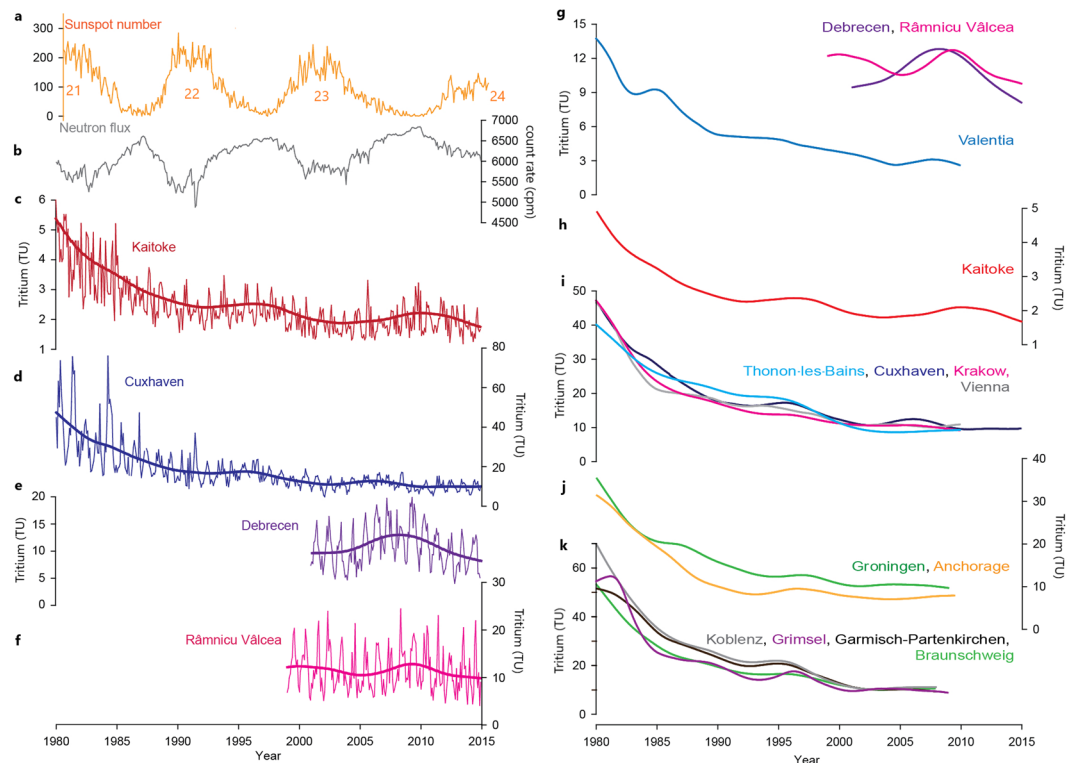 a
Sunspot number
300
200
100
0
21
22
23
24
b
Neutron flux
7000
6500
6000
5500
5000
4500
count rate (cpm)
c
6
5
4
3
2
1
Tritium (TU)
Kaitoke
d
Cuxhaven
80
60
40
20
0
Tritium (TU)
e
20
15
10
5
0
Tritium (TU)
Debrecen
f
Râmnicu Vâlcea
30
20
10
0
Tritium (TU)
1980 1985 1990 1995 2000 2005 2010 2015
Year
g
15
12
9
6
3
0
Tritium (TU)
Debrecen, Râmnicu Vâlcea
Valentia
h
5
4
3
2
1
Tritium (TU)
Kaitoke
i
50
40
30
20
10
0
Tritium (TU)
Thonon-les-Bains, Cuxhaven, Krakow,
Vienna
j
40
30
20
10
0
Tritium (TU)
Groningen, Anchorage
k
60
40
20
0
Tritium (TU)
Koblenz, Grimsel, Garmisch-Partenkirchen,
Braunschweig
1980 1985 1990 1995 2000 2005 2010 2015
Year